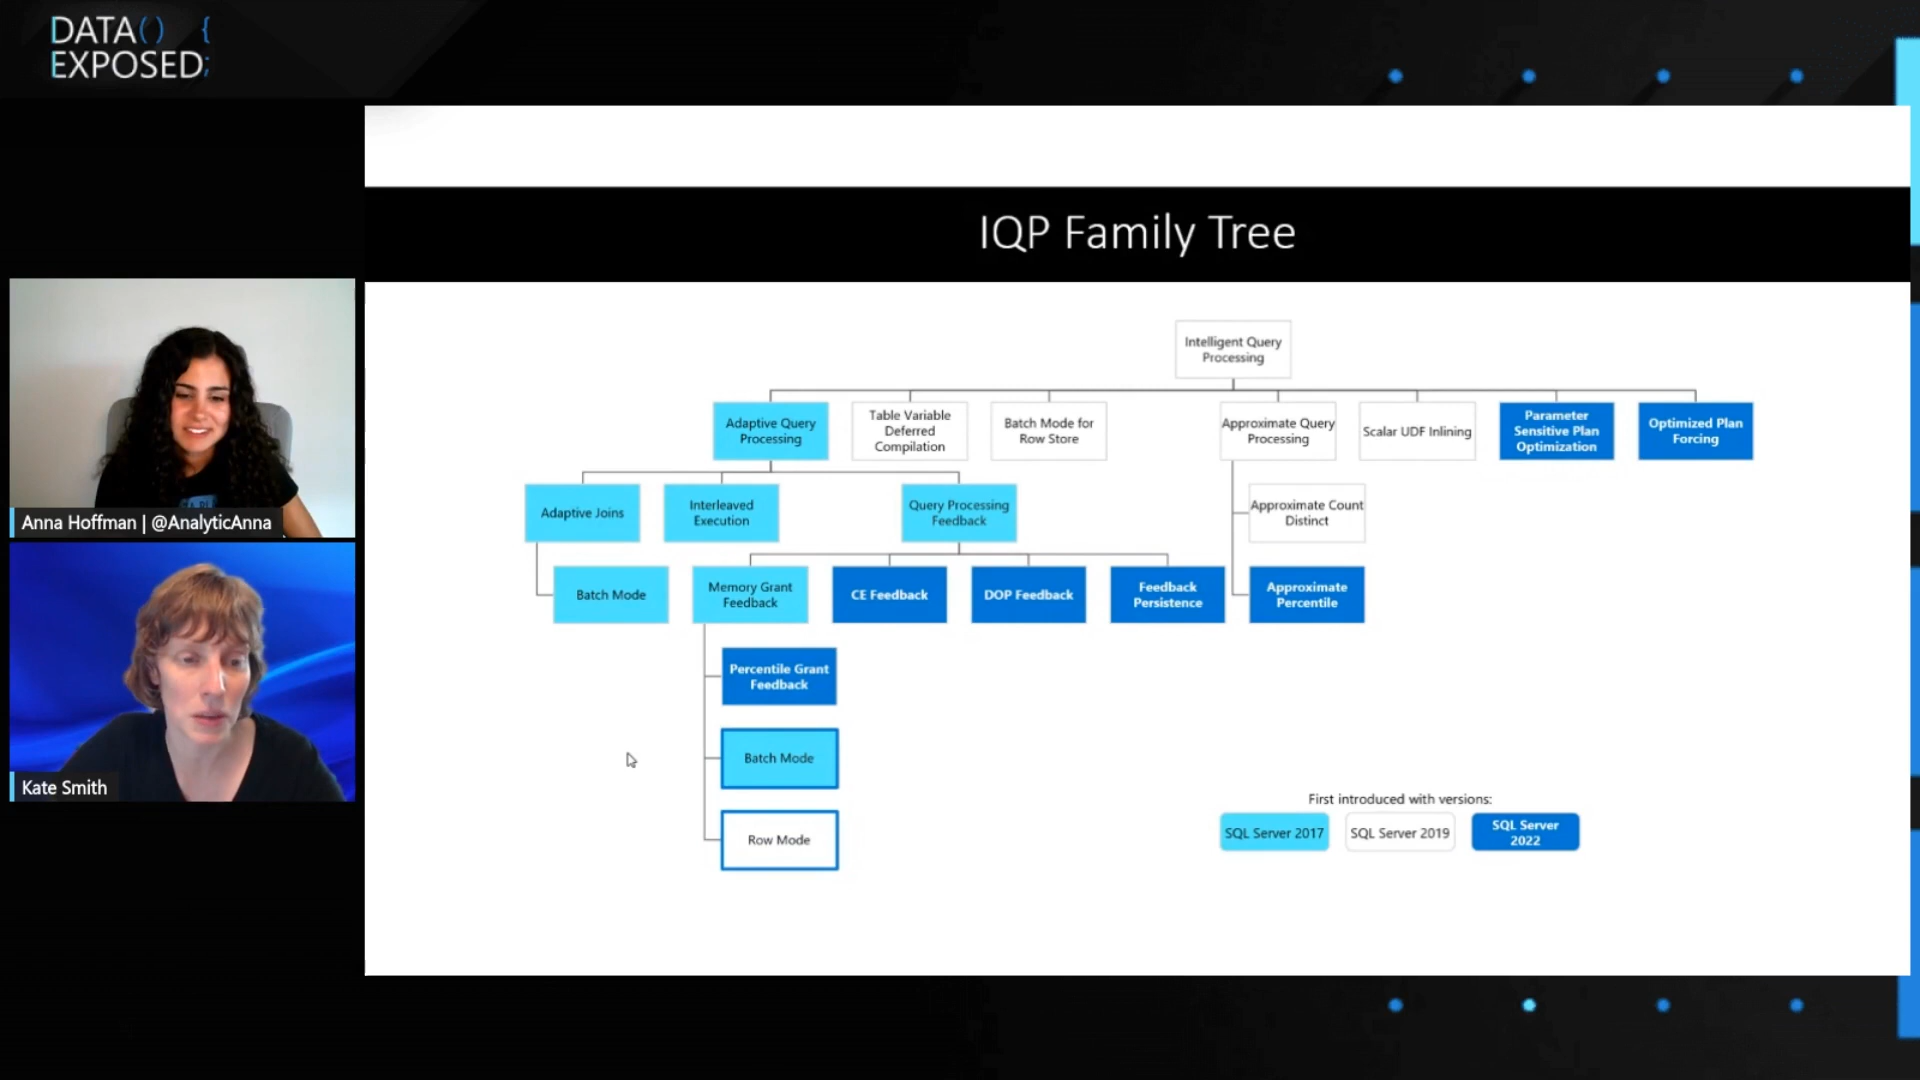 DATA() {
EXPOSED;
IQP Family Tree
Intelligent Query
Processing
Adaptive Query
Processing
Table Variable
Deferred
Compilation
Batch Mode for
Row Store
Approximate Query
Processing
Scalar UDF Inlining
Parameter
Sensitive Plan
Optimization
Optimized Plan
Forcing
Adaptive Joins
Interleaved
Execution
Query Processing
Feedback
Approximate Count
Distinct
Batch Mode
Memory Grant
Feedback
CE Feedback
DOP Feedback
Feedback
Persistence
Approximate
Percentile
Percentile Grant
Feedback
Batch Mode
Row Mode
First introduced with versions:
SQL Server 2017
SQL Server 2019
SQL Server
2022
Anna Hoffman | @AnalyticAnna
Kate Smith